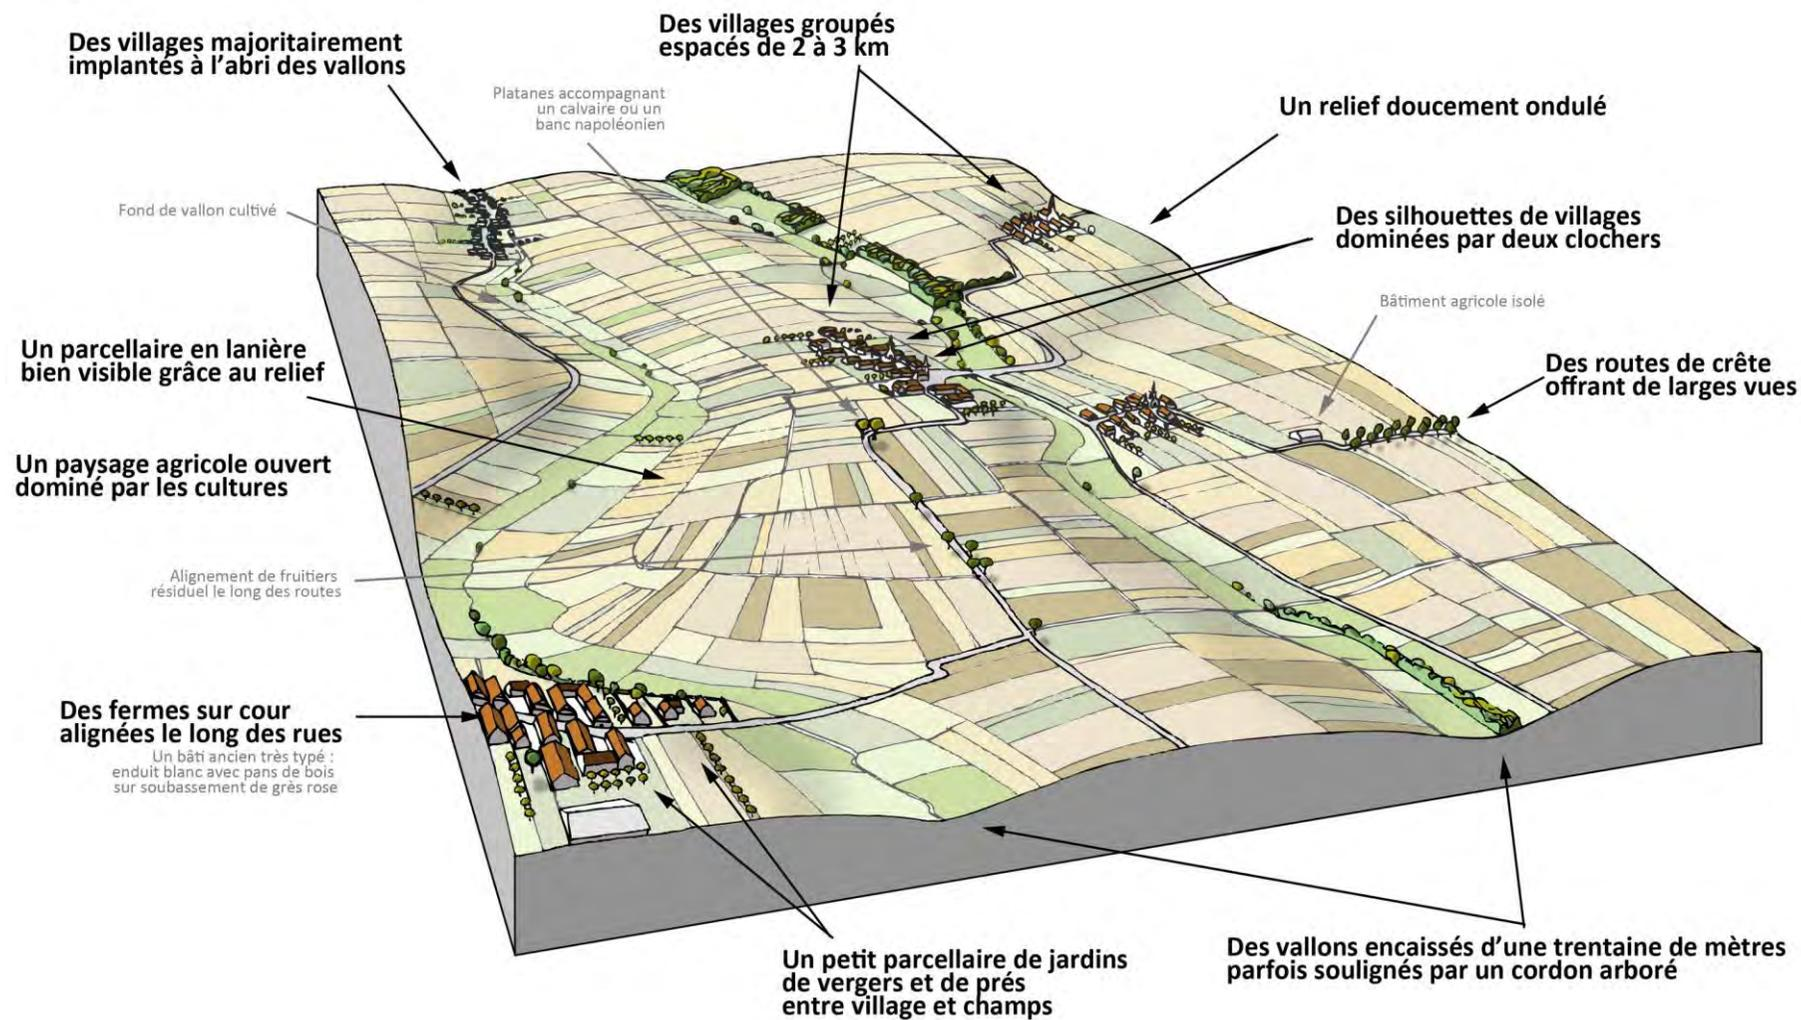 Des villages groupés
espacés de 2 à 3 km
Des villages majoritairement
implantés à l'abri des vallons
Platanes accompagnant
un calvaire ou un
banc napoléonien
Un relief doucement ondulé
Fond de vallon cultivé
Des silhouettes de villages
dominées par deux clochers
Bâtiment agricole isolé
Un parcellaire en lanière
bien visible grâce au relief
Des routes de crête
offrant de larges vues
Un paysage agricole ouvert
dominé par les cultures
Alignement de fruitiers
résiduel le long des routes
Des fermes sur cour
alignées le long des rues
Un bâti ancien très typé :
enduit blanc avec pans de bois
sur soubassement de grès rose
Un petit parcellaire de jardins
de vergers et de prés
entre village et champs
Des vallons encaissés d'une trentaine de mètres
parfois soulignés par un cordon arboré